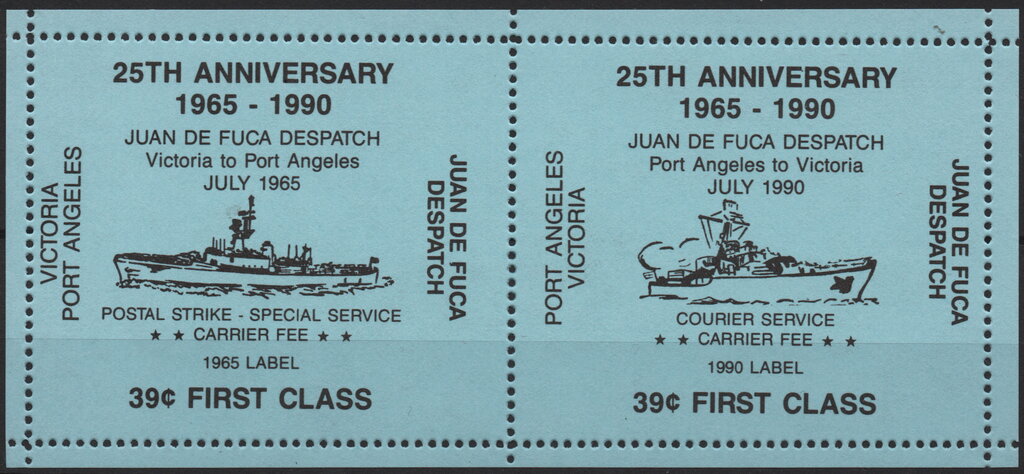 25TH ANNIVERSARY
1965 - 1990
JUAN DE FUCA DESPATCH
Victoria to Port Angeles
JULY 1965
VICTORIA
PORT ANGELES
JUAN DE FUCA
DESPATCH
POSTAL STRIKE - SPECIAL SERVICE
★ ★ CARRIER FEE ★ ★
1965 LABEL
39¢ FIRST CLASS
25TH ANNIVERSARY
1965 - 1990
JUAN DE FUCA DESPATCH
Port Angeles to Victoria
JULY 1990
PORT ANGELES
VICTORIA
JUAN DE FUCA
DESPATCH
COURIER SERVICE
★ ★ CARRIER FEE ★ ★
1990 LABEL
39¢ FIRST CLASS